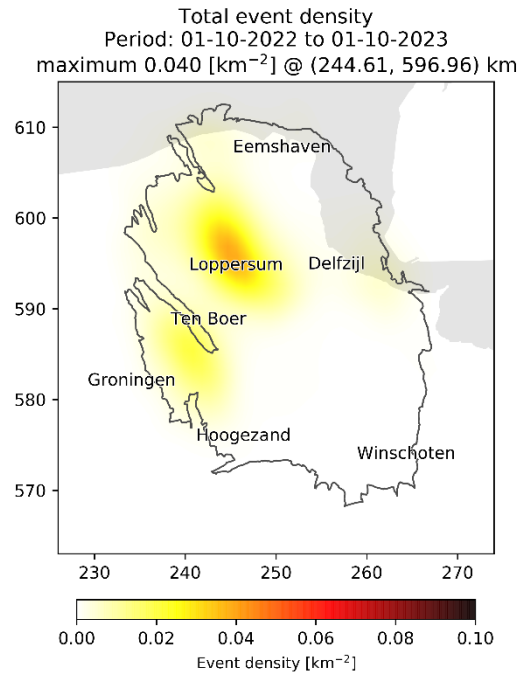 Total event density
Period: 01-10-2022 to 01-10-2023
maximum 0.040 [km⁻²] @ (244.61, 596.96) km
610
Eemshaven
600
Loppersum
Delfzijl
590
Ten Boer
Groningen
580
Hoogezand
Winschoten
570
230 240 250 260 270
0.00 0.02 0.04 0.06 0.08 0.10
Event density [km⁻²]